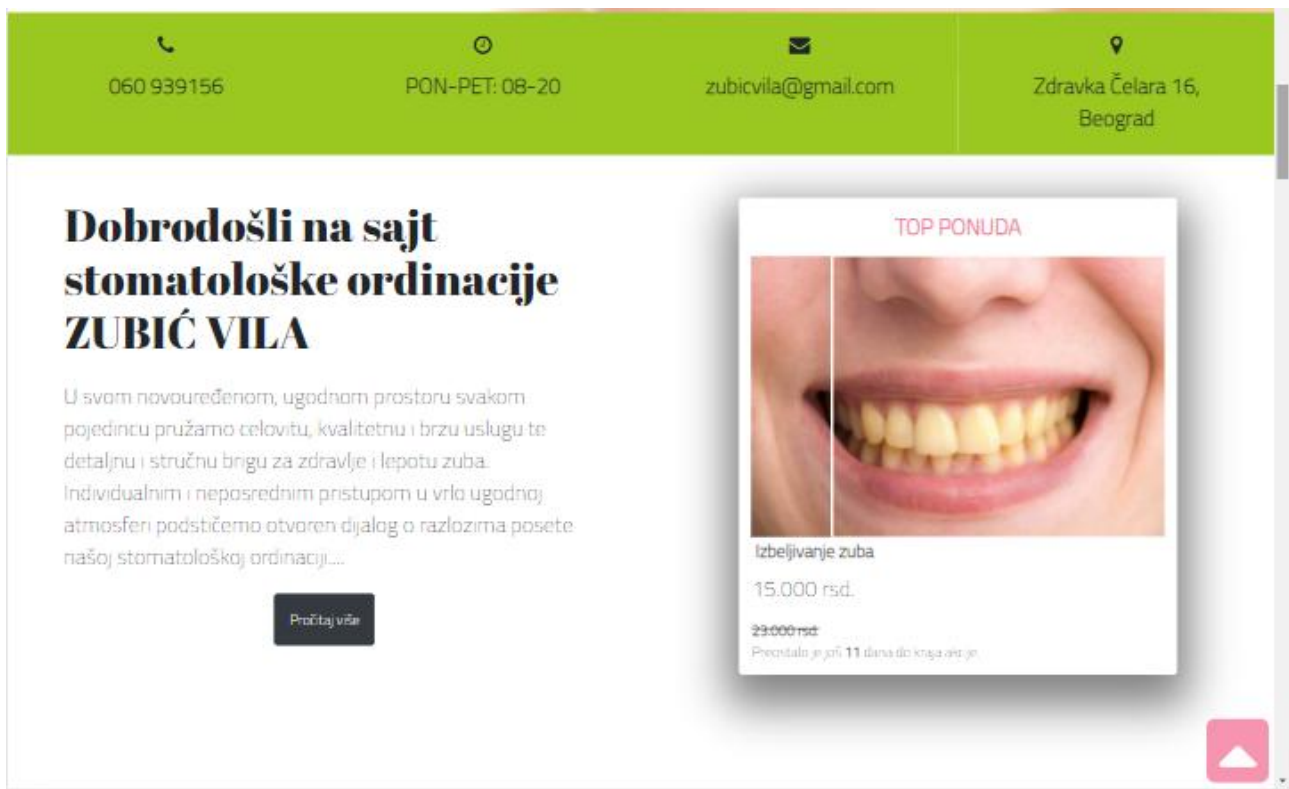 060 939156
PON-PET: 08-20
zubicvila@gmail.com
Zdravka Čelara 16,
Beograd
Dobrodošli na sajt
stomatološke ordinacije
ZUBIĆ VILA
U svom novouređenom, ugodnom prostoru svakom
pojedincu pružamo celovitu, kvalitetnu i brzu uslugu te
detaljnu i stručnu brigu za zdravlje i lepotu zuba.
Individualnim i neposrednim pristupom u vrlo ugodnoj
atmosferi podstičemo otvoren dijalog o razlozima posete
našoj stomatološkoj ordinaciji....
Pročitaj više
TOP PONUDA
Izbeljivanje zuba
15.000 rsd.
23.000 rsd.
Preostalo je još 11 dana do kraja akcije.